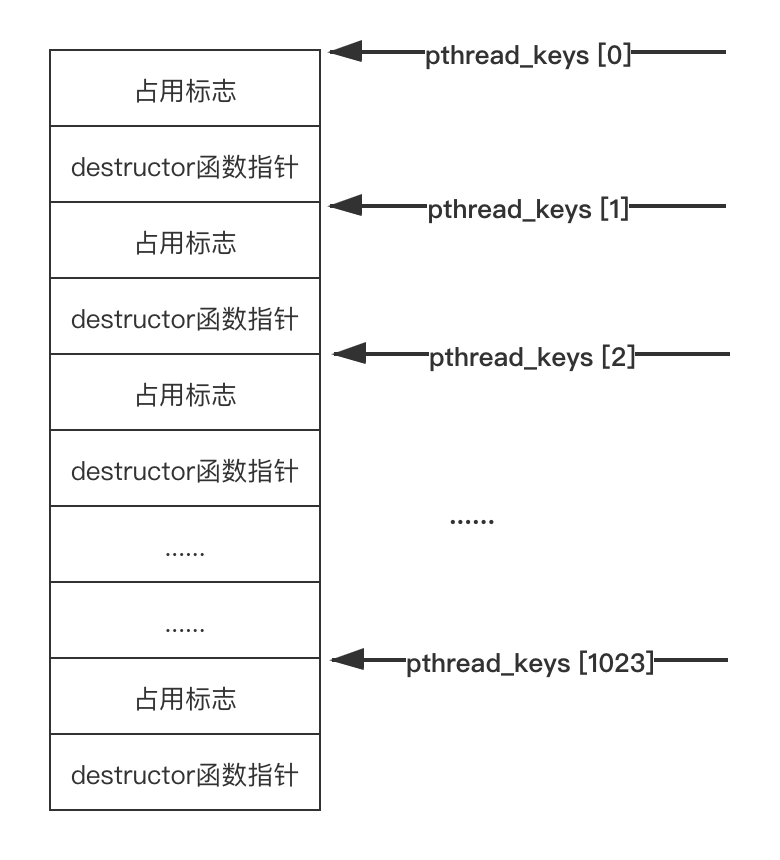 pthread_keys [0]
占用标志
destructor函数指针
pthread_keys [1]
占用标志
destructor函数指针
pthread_keys [2]
占用标志
destructor函数指针
......
......
......
pthread_keys [1023]
占用标志
destructor函数指针